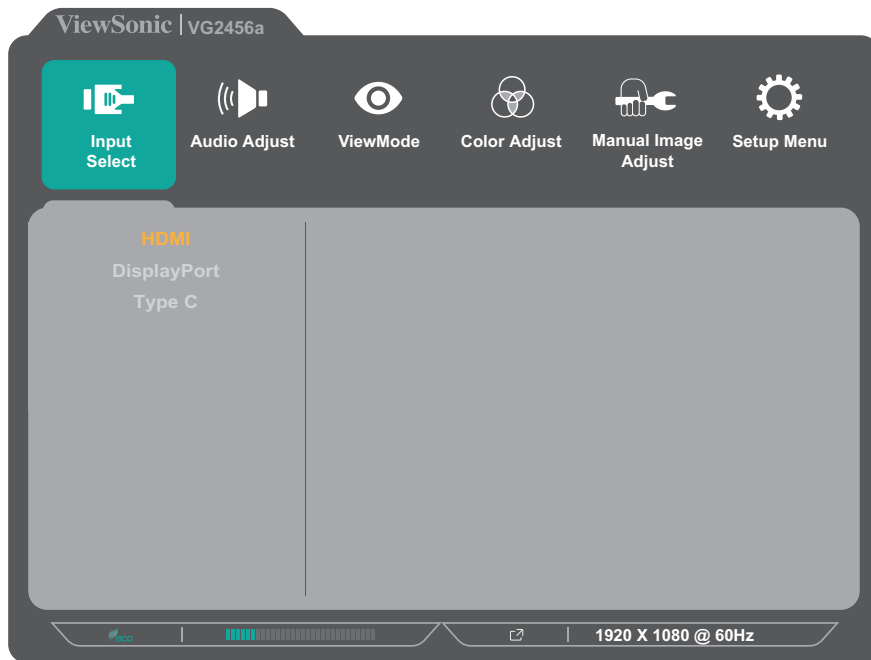 ViewSonic | VG2456a
Input
Select
Audio Adjust
ViewMode
Color Adjust
Manual Image
Adjust
Setup Menu
HDMI
DisplayPort
Type C
eco
1920 X 1080 @ 60Hz